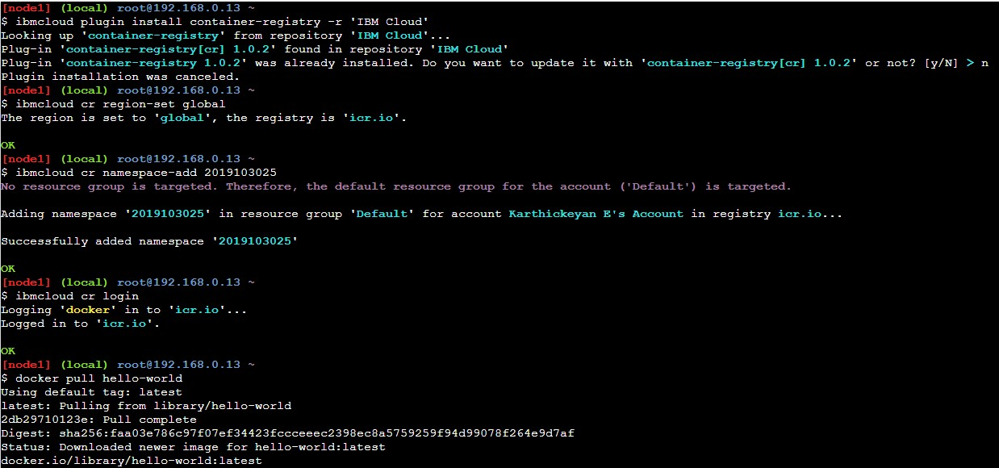 [node1] (local) root@192.168.0.13 ~
$ ibmcloud plugin install container-registry -r 'IBM Cloud'
Looking up 'container-registry' from repository 'IBM Cloud'...
Plug-in 'container-registry[cr] 1.0.2' found in repository 'IBM Cloud'
Plug-in 'container-registry 1.0.2' was already installed. Do you want to update it with 'container-registry[cr] 1.0.2' or not? [y/N] > n
Plugin installation was canceled.
[node1] (local) root@192.168.0.13 ~
$ ibmcloud cr region-set global
The region is set to 'global', the registry is 'icr.io'.
OK
[node1] (local) root@192.168.0.13 ~
$ ibmcloud cr namespace-add 2019103025
No resource group is targeted. Therefore, the default resource group for the account ('Default') is targeted.
Adding namespace '2019103025' in resource group 'Default' for account Karthickeyan E's Account in registry icr.io...
Successfully added namespace '2019103025'
OK
[node1] (local) root@192.168.0.13 ~
$ ibmcloud cr login
Logging 'docker' in to 'icr.io'...
Logged in to 'icr.io'.
OK
[node1] (local) root@192.168.0.13 ~
$ docker pull hello-world
Using default tag: latest
latest: Pulling from library/hello-world
2db29710123e: Pull complete
Digest: sha256:faa03e786c97f07ef34423fccceeec2398ec8a5759259f94d99078f264e9d7af
Status: Downloaded newer image for hello-world:latest
docker.io/library/hello-world:latest